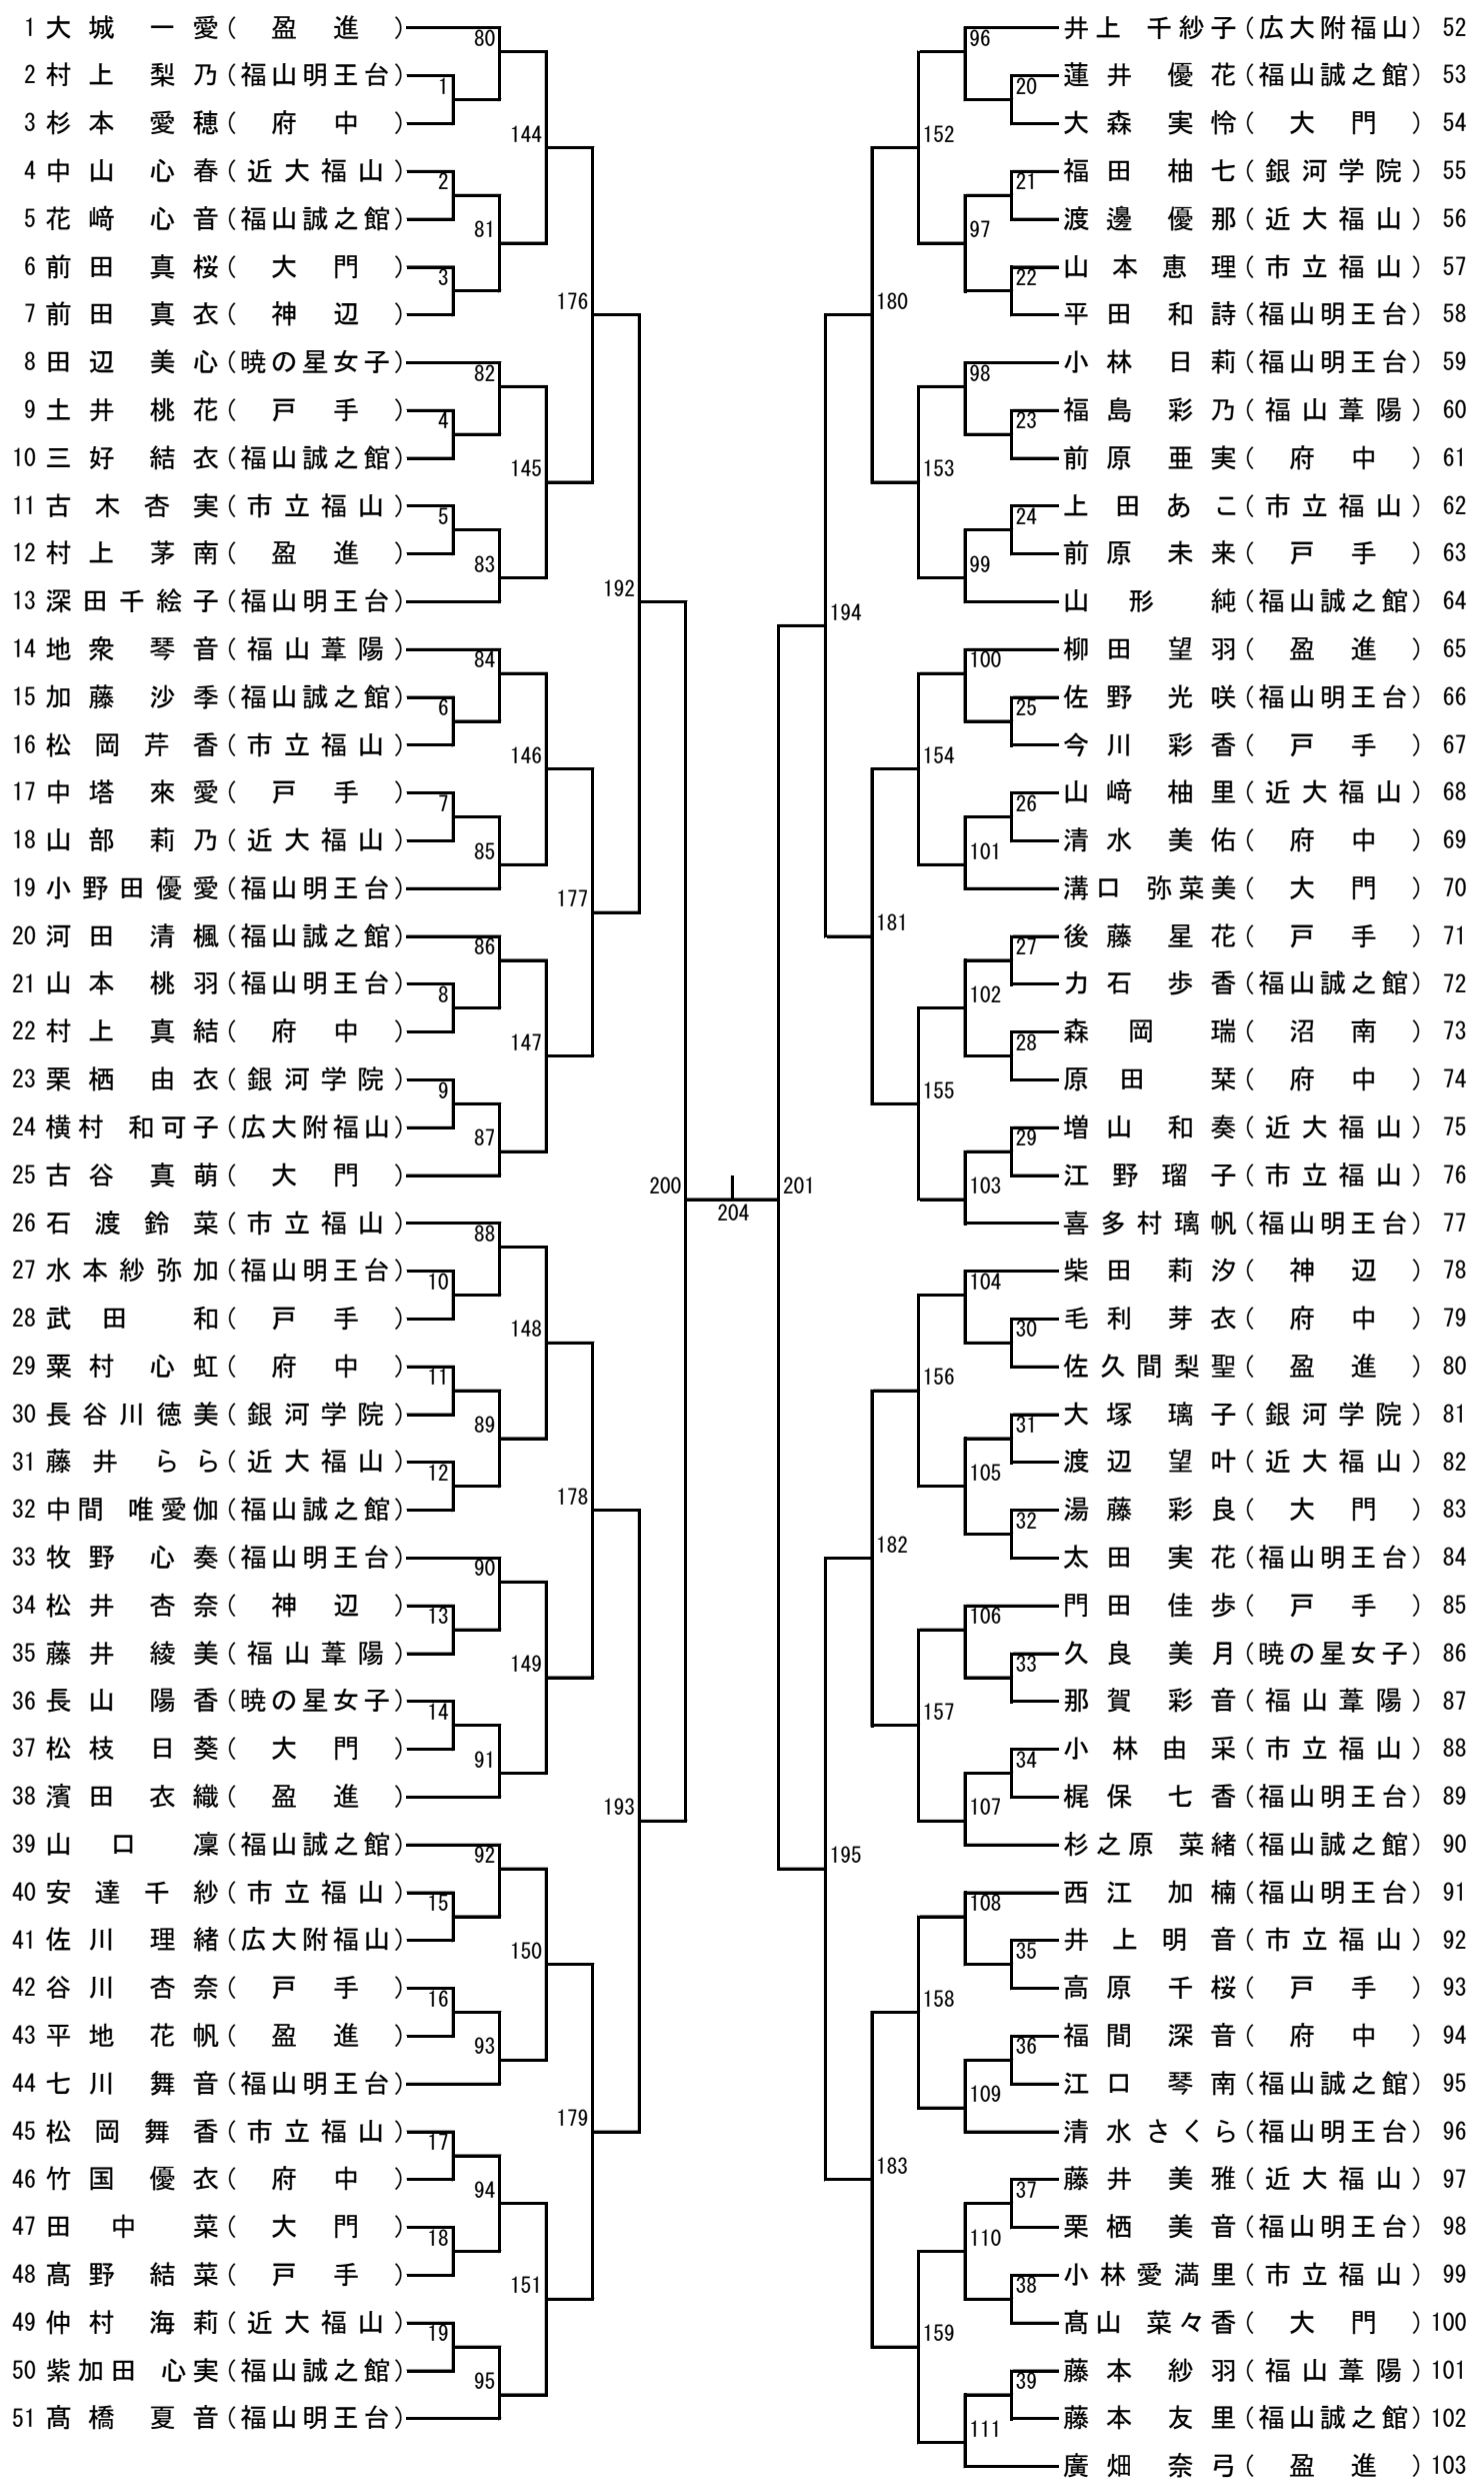 1 大城 一愛 (盈進)
2 村上 梨乃 (福山明王台)
3 杉本 愛穂 (府中)
4 中山 心春 (近大福山)
5 花﨑 心音 (福山誠之館)
6 前田 真桜 (大門)
7 前田 真衣 (神辺)
8 田辺 美心 (暁の星女子)
9 土井 桃花 (戸手)
10 三好 結衣 (福山誠之館)
11 古木杏実 (市立福山)
12 村上 茅南 (盈進)
13 深田千絵子 (福山明王台)
14 地衆 琴音 (福山葦陽)
15 加藤 沙季 (福山誠之館)
16 松岡芹香 (市立福山)
17 中塔 來愛 (戸手)
18 山部 莉乃 (近大福山)
19 小野田優愛 (福山明王台)
20 河田 清楓 (福山誠之館)
21 山本 桃羽 (福山明王台)
22 村上 真結 (府中)
23 栗栖 由衣 (銀河学院)
24 横村 和可子 (広大附福山)
25 古谷 真萌 (大門)
26 石渡鈴菜 (市立福山)
27 水本紗弥加 (福山明王台)
28 武田 和 (戸手)
29 粟村 心虹 (府中)
30 長谷川徳美 (銀河学院)
31 藤井 らら (近大福山)
32 中間 唯愛伽 (福山誠之館)
33 牧野 心奏 (福山明王台)
34 松井 杏奈 (神辺)
35 藤井 綾美 (福山葦陽)
36 長山 陽香 (暁の星女子)
37 松枝 日葵 (大門)
38 濱田 衣織 (盈進)
39 山口 凜 (福山誠之館)
40 安達千紗 (市立福山)
41 佐川 理緒 (広大附福山)
42 谷川 杏奈 (戸手)
43 平地 花帆 (盈進)
44 七川 舞音 (福山明王台)
45 松岡舞香 (市立福山)
46 竹国 優衣 (府中)
47 田中 菜 (大門)
48 髙野 結菜 (戸手)
49 仲村 海莉 (近大福山)
50 紫加田 心実 (福山誠之館)
51 髙橋 夏音 (福山明王台)
80
1
144
2
81
3
176
82
4
145
5
83
192
84
6
146
7
85
177
86
8
147
9
87
200
88
10
148
11
89
12
178
90
13
149
14
91
193
92
15
150
16
93
179
17
94
18
151
19
95
204
201
96
20
152
21
97
22
180
98
23
153
24
99
194
100
25
154
26
101
181
27
102
28
155
29
103
104
30
156
31
105
32
182
106
33
157
34
107
195
108
35
158
36
109
183
37
110
38
159
39
111
井上 千紗子 (広大附福山) 52
蓮井 優花 (福山誠之館) 53
大森 実怜 (大門) 54
福田 柚七 (銀河学院) 55
渡邊 優那 (近大福山) 56
山本恵理 (市立福山) 57
平田 和詩 (福山明王台) 58
小林 日莉 (福山明王台) 59
福島 彩乃 (福山葦陽) 60
前原 亜実 (府中) 61
上田あこ (市立福山) 62
前原 未来 (戸手) 63
山形 純 (福山誠之館) 64
柳田 望羽 (盈進) 65
佐野 光咲 (福山明王台) 66
今川 彩香 (戸手) 67
山﨑 柚里 (近大福山) 68
清水 美佑 (府中) 69
溝口 弥菜美 (大門) 70
後藤 星花 (戸手) 71
力石 歩香 (福山誠之館) 72
森岡 瑞 (沼南) 73
原田 栞 (府中) 74
増山 和奏 (近大福山) 75
江野瑠子 (市立福山) 76
喜多村璃帆 (福山明王台) 77
柴田 莉汐 (神辺) 78
毛利 芽衣 (府中) 79
佐久間梨聖 (盈進) 80
大塚 璃子 (銀河学院) 81
渡辺 望叶 (近大福山) 82
湯藤 彩良 (大門) 83
太田 実花 (福山明王台) 84
門田 佳歩 (戸手) 85
久良 美月 (暁の星女子) 86
那賀 彩音 (福山葦陽) 87
小林由采 (市立福山) 88
梶保 七香 (福山明王台) 89
杉之原 菜緒 (福山誠之館) 90
西江 加楠 (福山明王台) 91
井上明音 (市立福山) 92
高原 千桜 (戸手) 93
福間 深音 (府中) 94
江口 琴南 (福山誠之館) 95
清水さくら (福山明王台) 96
藤井 美雅 (近大福山) 97
栗栖 美音 (福山明王台) 98
小林愛満里 (市立福山) 99
髙山 菜々香 (大門) 100
藤本 紗羽 (福山葦陽) 101
藤本 友里 (福山誠之館) 102
廣畑 奈弓 (盈進) 103